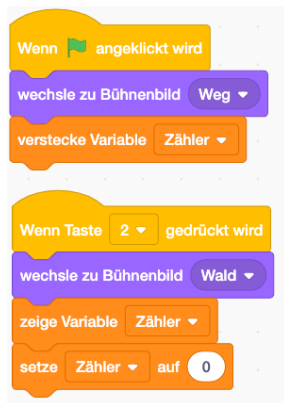 Wenn angeklickt wird
wechsle zu Bühnenbild Weg
verstecke Variable Zähler
Wenn Taste 2 gedrückt wird
wechsle zu Bühnenbild Wald
zeige Variable Zähler
setze Zähler auf 0